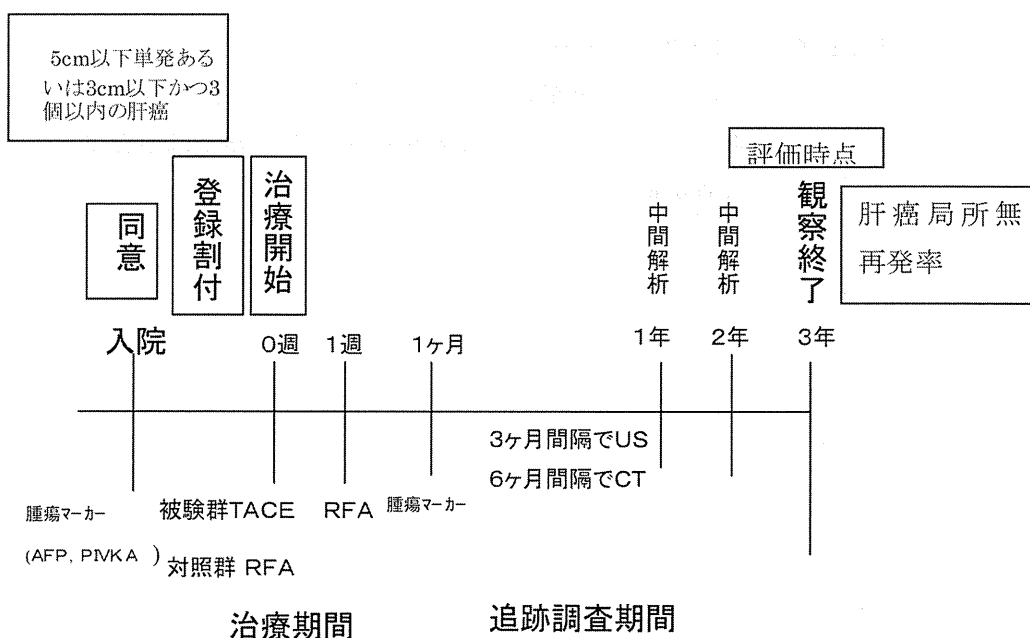 5cm以下単発ある
いは3cm以下かつ3
個以内の肝癌
評価時点
同意
登録割付
治療開始
中間解析
中間解析
観察終了
肝癌局所無
再発率
入院
0週
1週
1ヶ月
1年
2年
3年
3ヶ月間隔でUS
6ヶ月間隔でCT
腫瘍マーカー
(AFP, PIVKA )
被験群TACE
RFA
腫瘍マーカー
対照群 RFA
治療期間
追跡調査期間